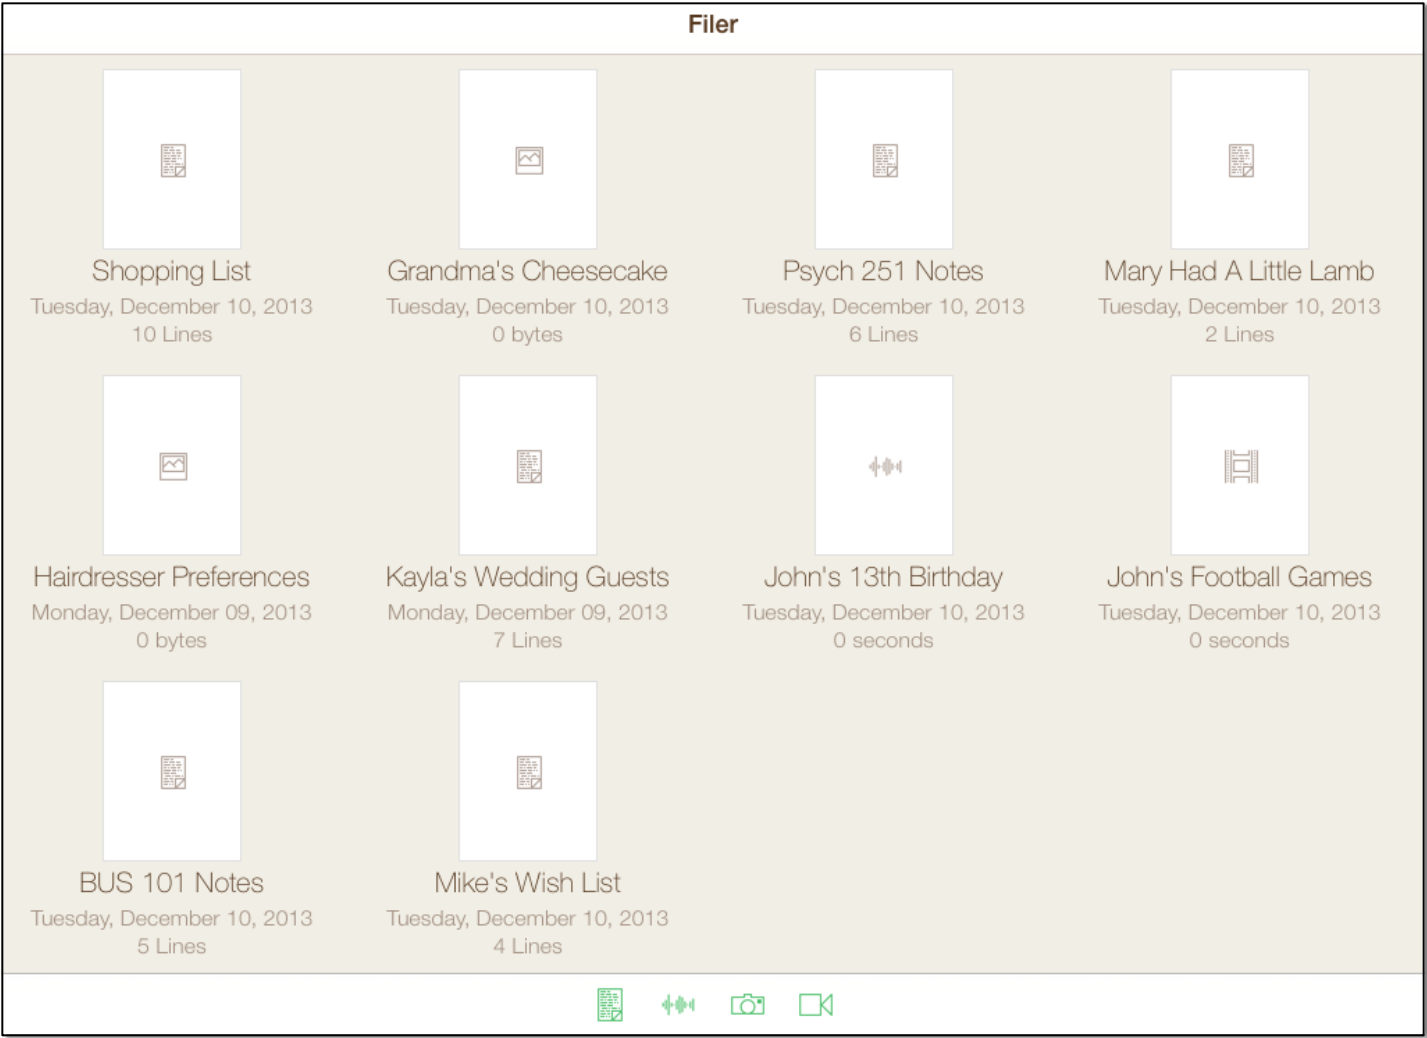 Filer
Shopping List
Tuesday, December 10, 2013
10 Lines
Grandma's Cheesecake
Tuesday, December 10, 2013
0 bytes
Psych 251 Notes
Tuesday, December 10, 2013
6 Lines
Mary Had A Little Lamb
Tuesday, December 10, 2013
2 Lines
Hairdresser Preferences
Monday, December 09, 2013
0 bytes
Kayla's Wedding Guests
Monday, December 09, 2013
7 Lines
John's 13th Birthday
Tuesday, December 10, 2013
0 seconds
John's Football Games
Tuesday, December 10, 2013
0 seconds
BUS 101 Notes
Tuesday, December 10, 2013
5 Lines
Mike's Wish List
Tuesday, December 10, 2013
4 Lines